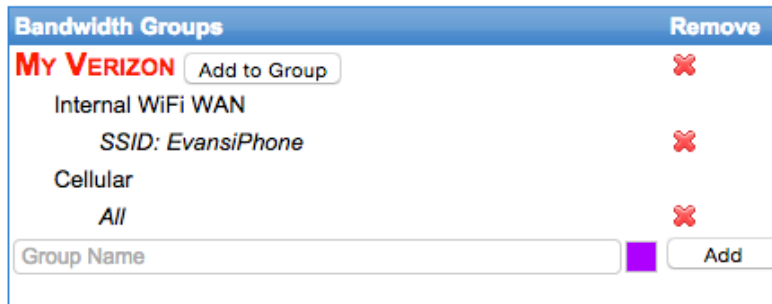 Bandwidth Groups Remove
My Verizon Add to Group
Internal WiFi WAN
SSID: EvansiPhone
Cellular
All
Group Name Add